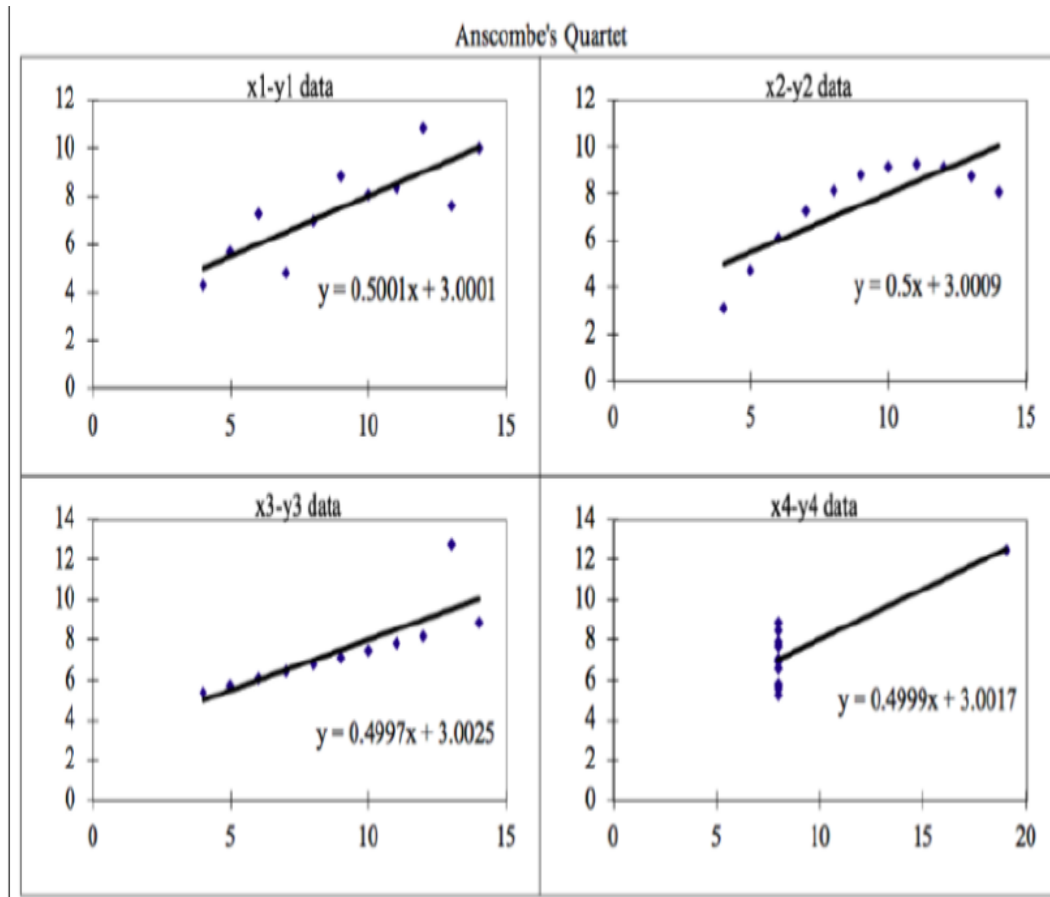 Anscombe's Quartet
x1-y1 data
12
10
8
6
4
2
0
0 5 10 15
y = 0.5001x + 3.0001
x2-y2 data
12
10
8
6
4
2
0
0 5 10 15
y = 0.5x + 3.0009
x3-y3 data
14
12
10
8
6
4
2
0
0 5 10 15
y = 0.4997x + 3.0025
x4-y4 data
14
12
10
8
6
4
2
0
0 5 10 15 20
y = 0.4999x + 3.0017